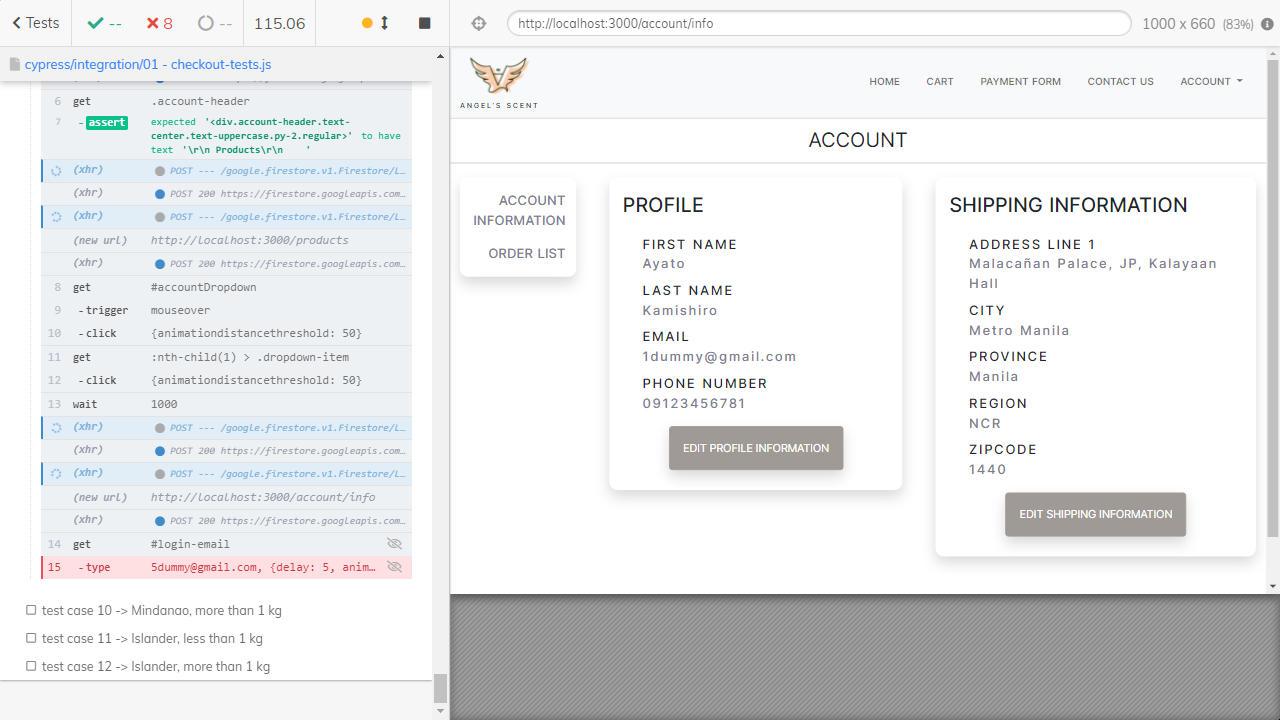 Tests
--
8
--
115.06
http://localhost:3000/account/info
1000 x 660 (83%)
cypress/integration/01 - checkout-tests.js
6 get .account-header
7 - assert expected '<div.account-header.text-
center.text-uppercase.py-2.regular>' to have
text '\r\n Products\r\n '
(xhr) POST --- /google.firestore.v1.Firestore/L…
(xhr) POST 200 https://firestore.googleapis.com…
(xhr) POST --- /google.firestore.v1.Firestore/L…
(new url) http://localhost:3000/products
(xhr) POST 200 https://firestore.googleapis.com…
8 get #accountDropdown
9 - trigger mouseover
10 - click {animationdistancethreshold: 50}
11 get :nth-child(1) > .dropdown-item
12 - click {animationdistancethreshold: 50}
13 wait 1000
(xhr) POST --- /google.firestore.v1.Firestore/L…
(xhr) POST 200 https://firestore.googleapis.com…
(xhr) POST --- /google.firestore.v1.Firestore/L…
(new url) http://localhost:3000/account/info
(xhr) POST 200 https://firestore.googleapis.com…
14 get #login-email
15 - type 5dummy@gmail.com, {delay: 5, anim…
test case 10 -> Mindanao, more than 1 kg
test case 11 -> Islander, less than 1 kg
test case 12 -> Islander, more than 1 kg
ANGEL'S SCENT
HOME CART PAYMENT FORM CONTACT US ACCOUNT
ACCOUNT
ACCOUNT
INFORMATION
ORDER LIST
PROFILE
FIRST NAME
Ayato
LAST NAME
Kamishiro
EMAIL
1dummy@gmail.com
PHONE NUMBER
09123456781
EDIT PROFILE INFORMATION
SHIPPING INFORMATION
ADDRESS LINE 1
Malacañan Palace, JP, Kalayaan
Hall
CITY
Metro Manila
PROVINCE
Manila
REGION
NCR
ZIPCODE
1440
EDIT SHIPPING INFORMATION